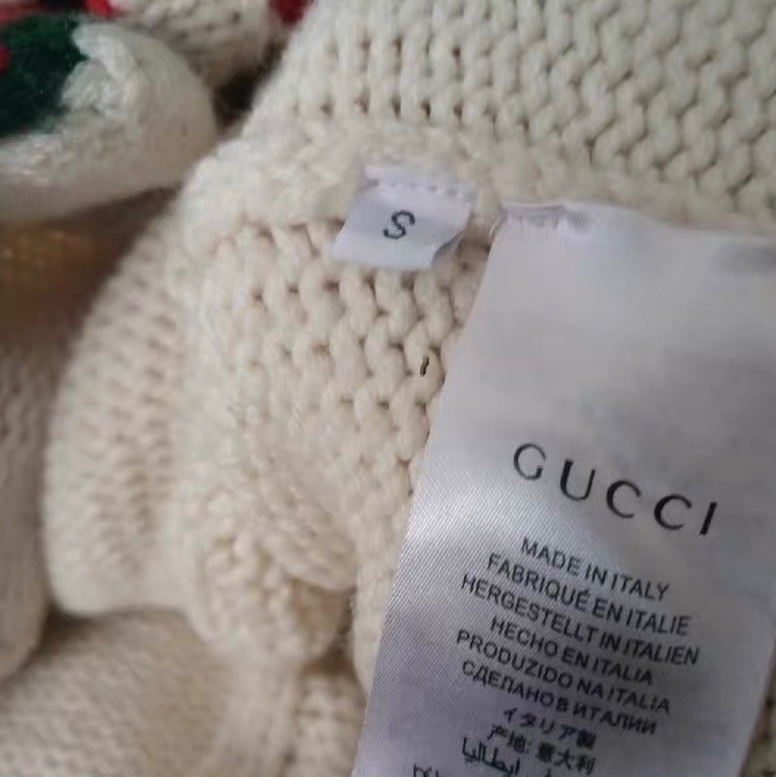 S
GUCCI
MADE IN ITALY
FABRIQUÉ EN ITALIE
HERGESTELLT IN ITALIEN
HECHO EN ITALIA
PRODUZIDO NA ITALIA
СДЕЛАНО В ИТАЛИИ
イタリア製
产地: 意大利
إيطاليا